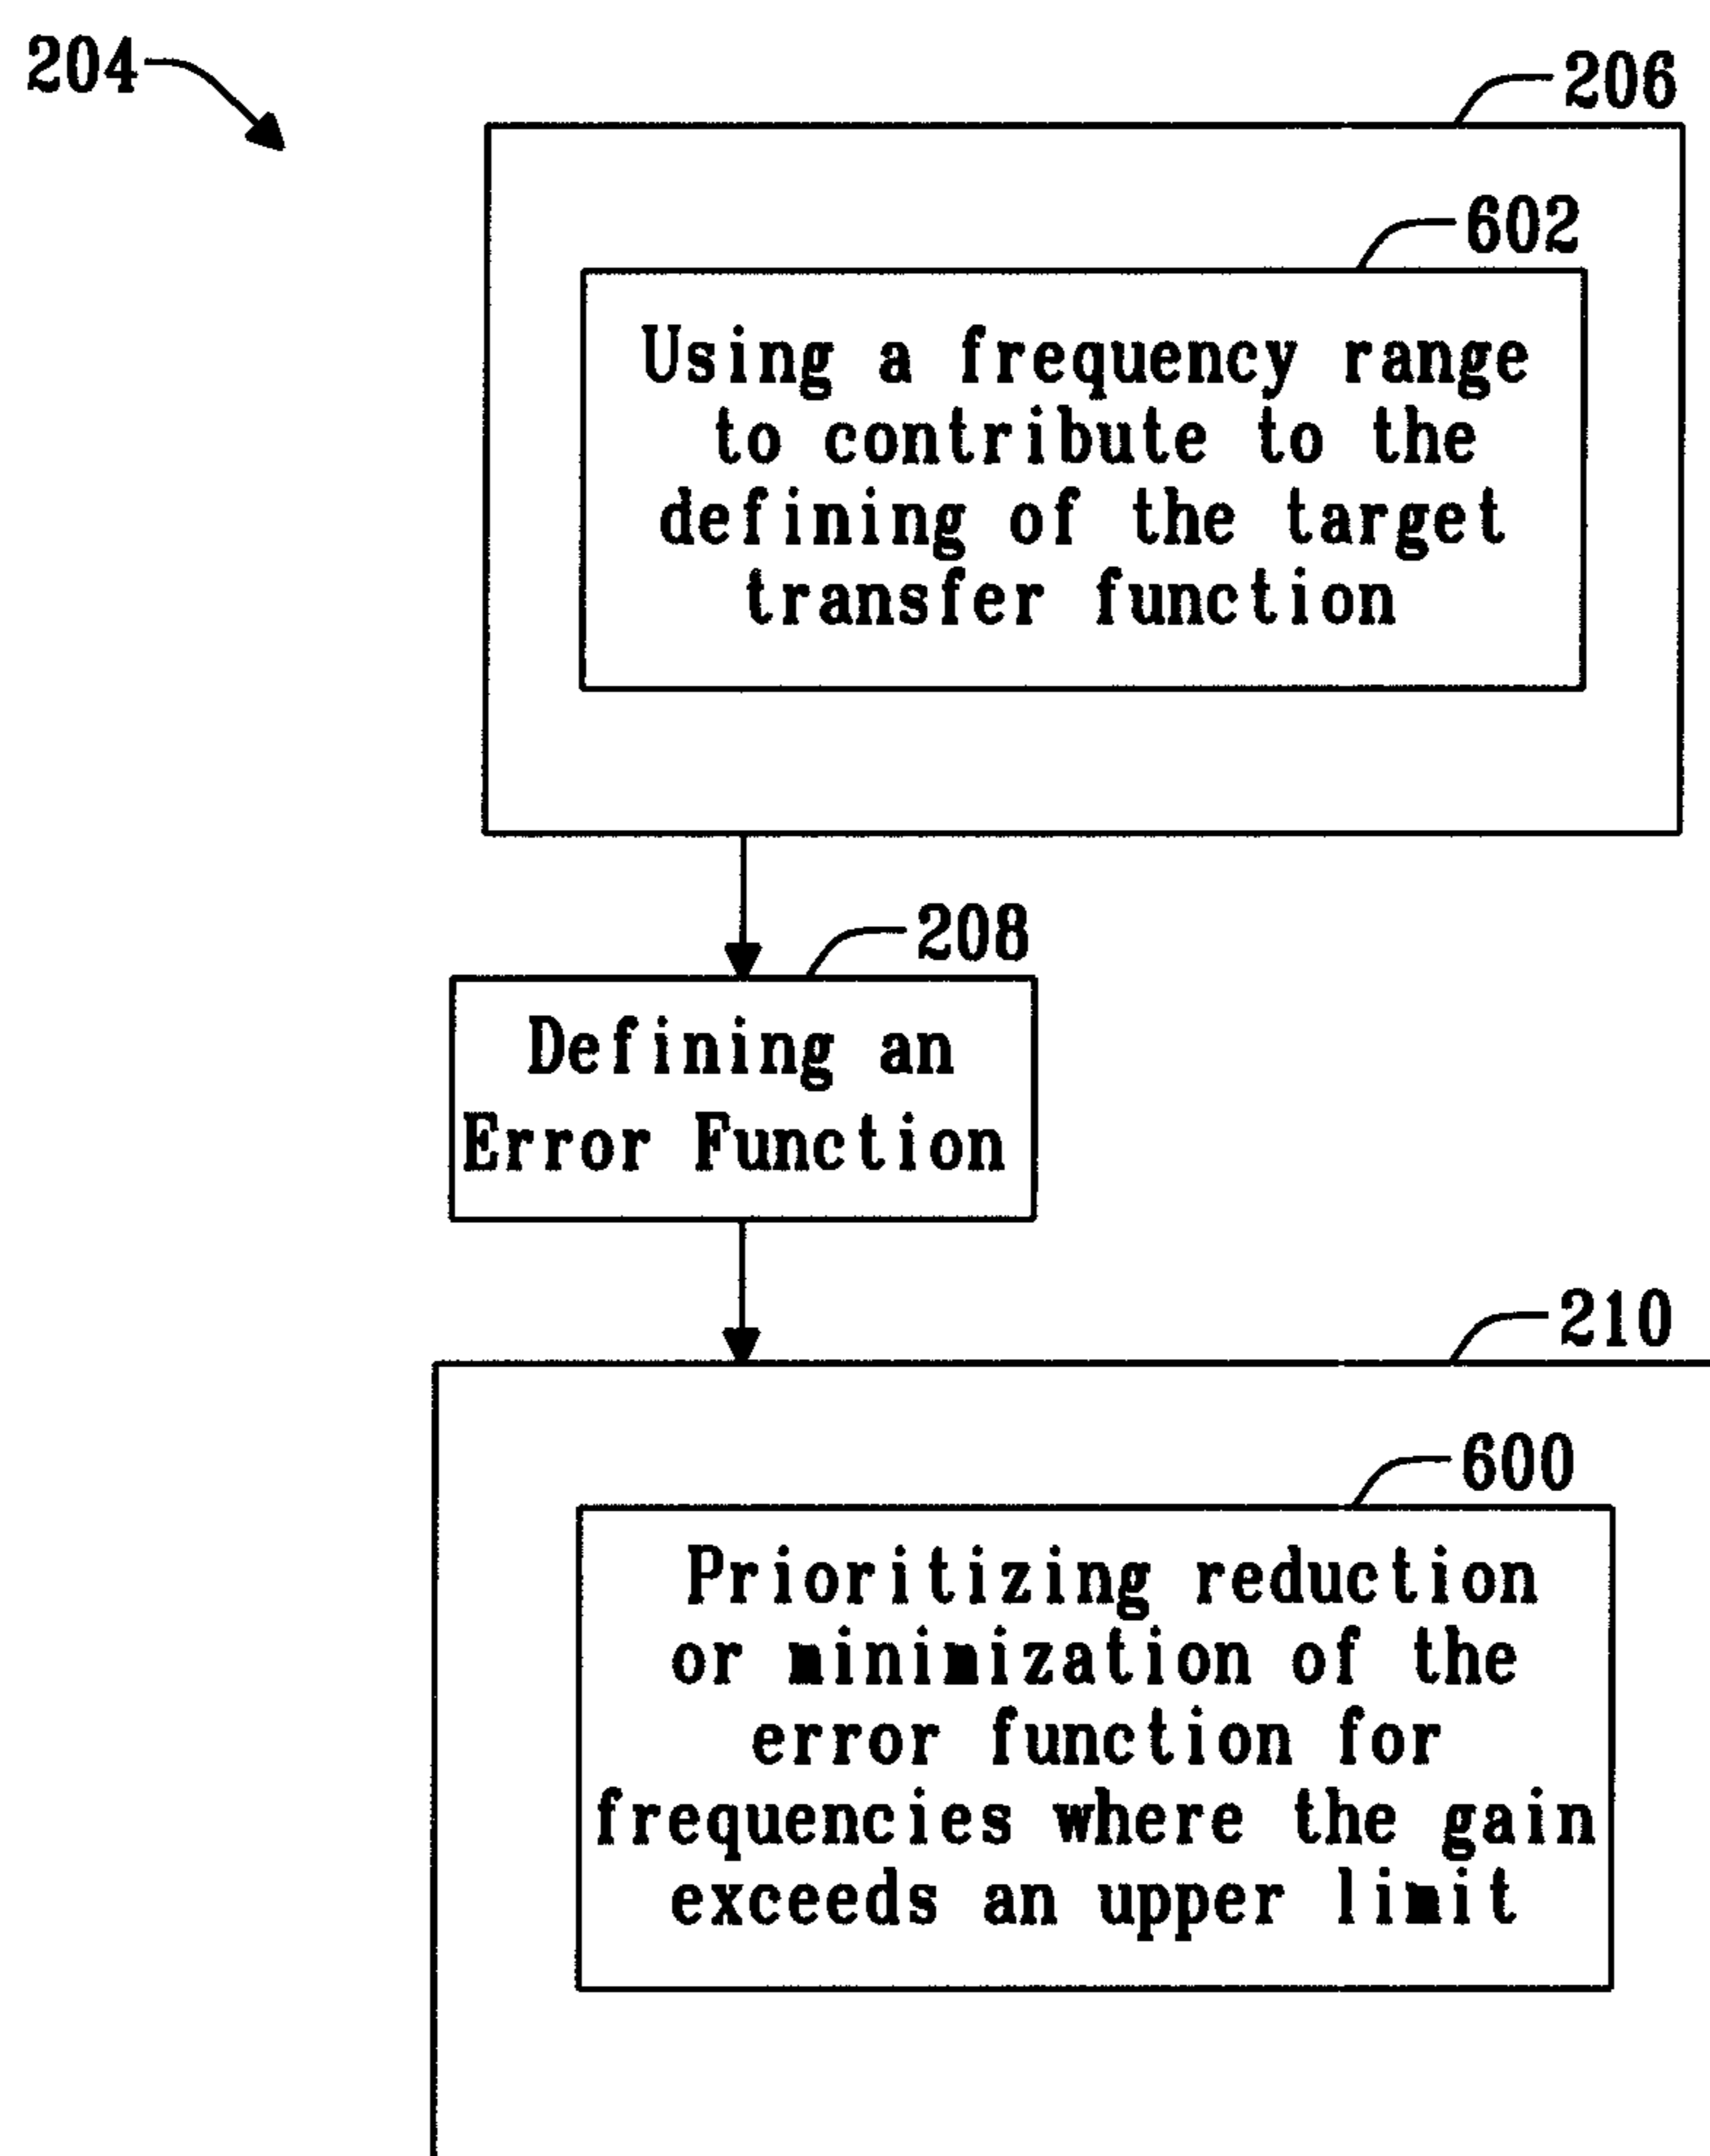 204
206
602
Using a frequency range
to contribute to the
defining of the target
transfer function
208
Defining an
Error Function
210
600
Prioritizing reduction
or minimization of the
error function for
frequencies where the gain
exceeds an upper limit